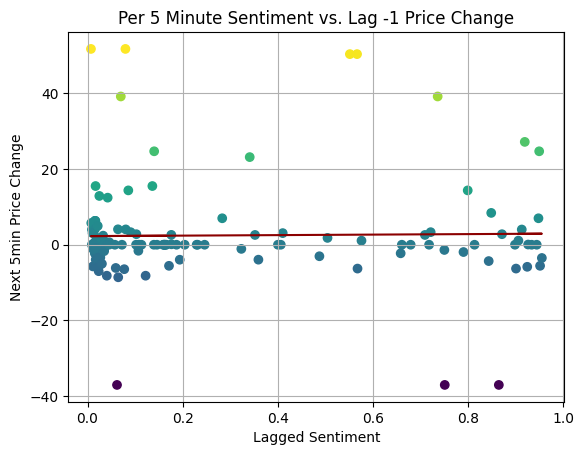 Per 5 Minute Sentiment vs. Lag -1 Price Change
Next 5min Price Change
40
20
0
−20
−40
0.0 0.2 0.4 0.6 0.8 1.0
Lagged Sentiment